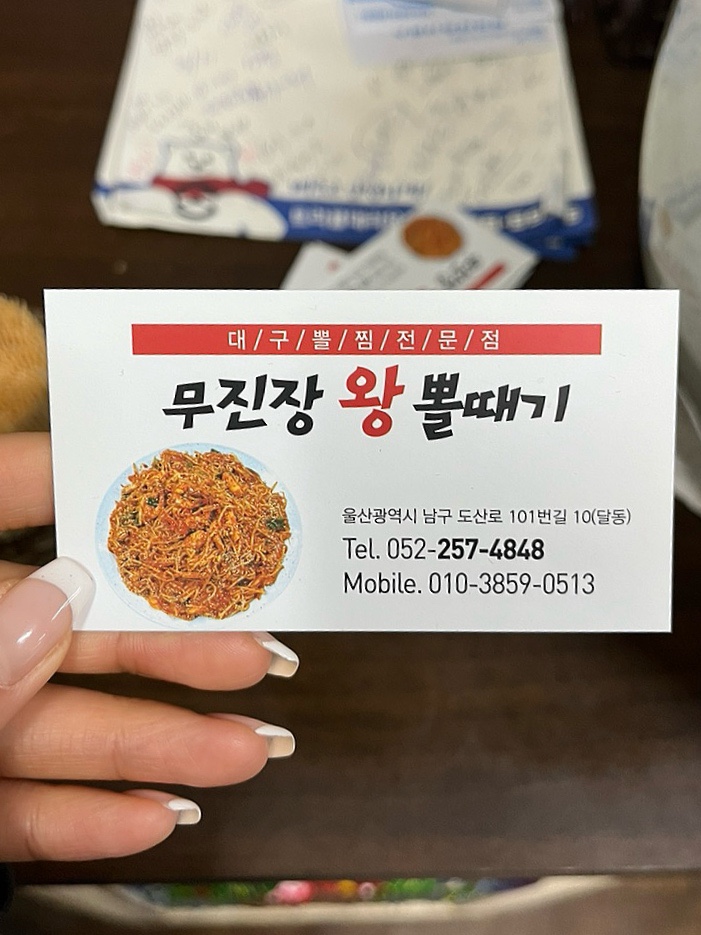 대/구/뽈/찜/전/문/점
무진장 왕 뽈때기
울산광역시 남구 도산로 101번길 10(달동)
Tel. 052-257-4848
Mobile. 010-3859-0513